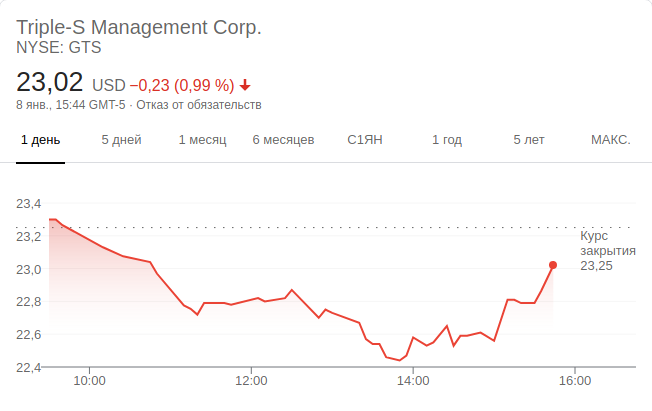 Triple-S Management Corp.
NYSE: GTS
23,02 USD −0,23 (0,99 %)
8 янв., 15:44 GMT-5 · Отказ от обязательств
1 день 5 дней 1 месяц 6 месяцев С1ЯН 1 год 5 лет МАКС.
23,4
23,2
Курс
закрытия
23,25
23,0
22,8
22,6
22,4
10:00 12:00 14:00 16:00